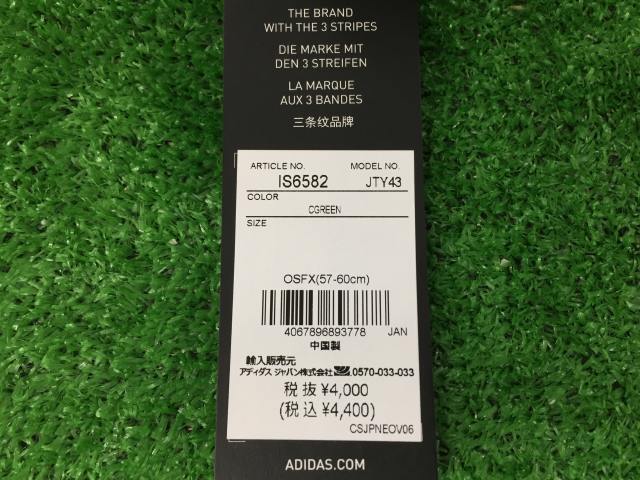 THE BRAND
WITH THE 3 STRIPES
DIE MARKE MIT
DEN 3 STREIFEN
LA MARQUE
AUX 3 BANDES
三条纹品牌
ARTICLE NO. MODEL NO.
IS6582 JTY43
COLOR
CGREEN
SIZE
OSFX(57-60cm)
4067896893778 JAN
中国製
輸入販売元
アディダス ジャパン株式会社 0570-033-033
税抜 ¥4,000
(税込 ¥4,400)
CSJPNEOV06
ADIDAS.COM